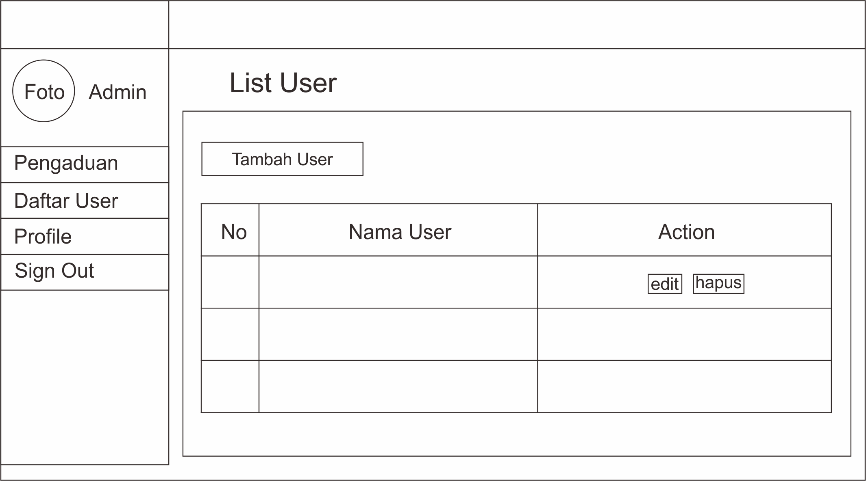 Foto
Admin
Pengaduan
Daftar User
Profile
Sign Out
List User
Tambah User
No Nama User Action
edit hapus